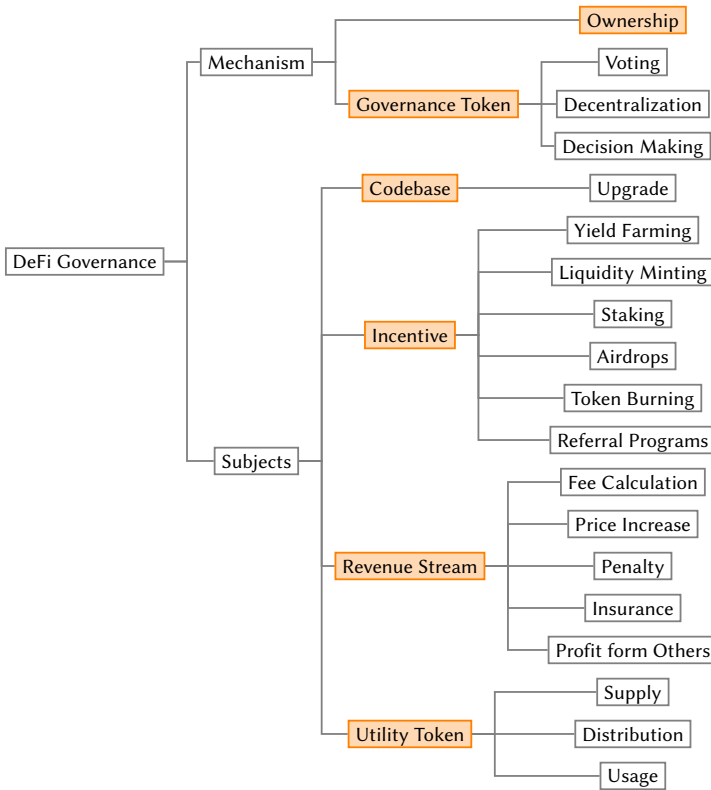 Ownership
Mechanism
Voting
Governance Token
Decentralization
Decision Making
Codebase
Upgrade
Yield Farming
DeFi Governance
Liquidity Minting
Staking
Incentive
Airdrops
Token Burning
Referral Programs
Subjects
Fee Calculation
Price Increase
Revenue Stream
Penalty
Insurance
Profit form Others
Supply
Utility Token
Distribution
Usage